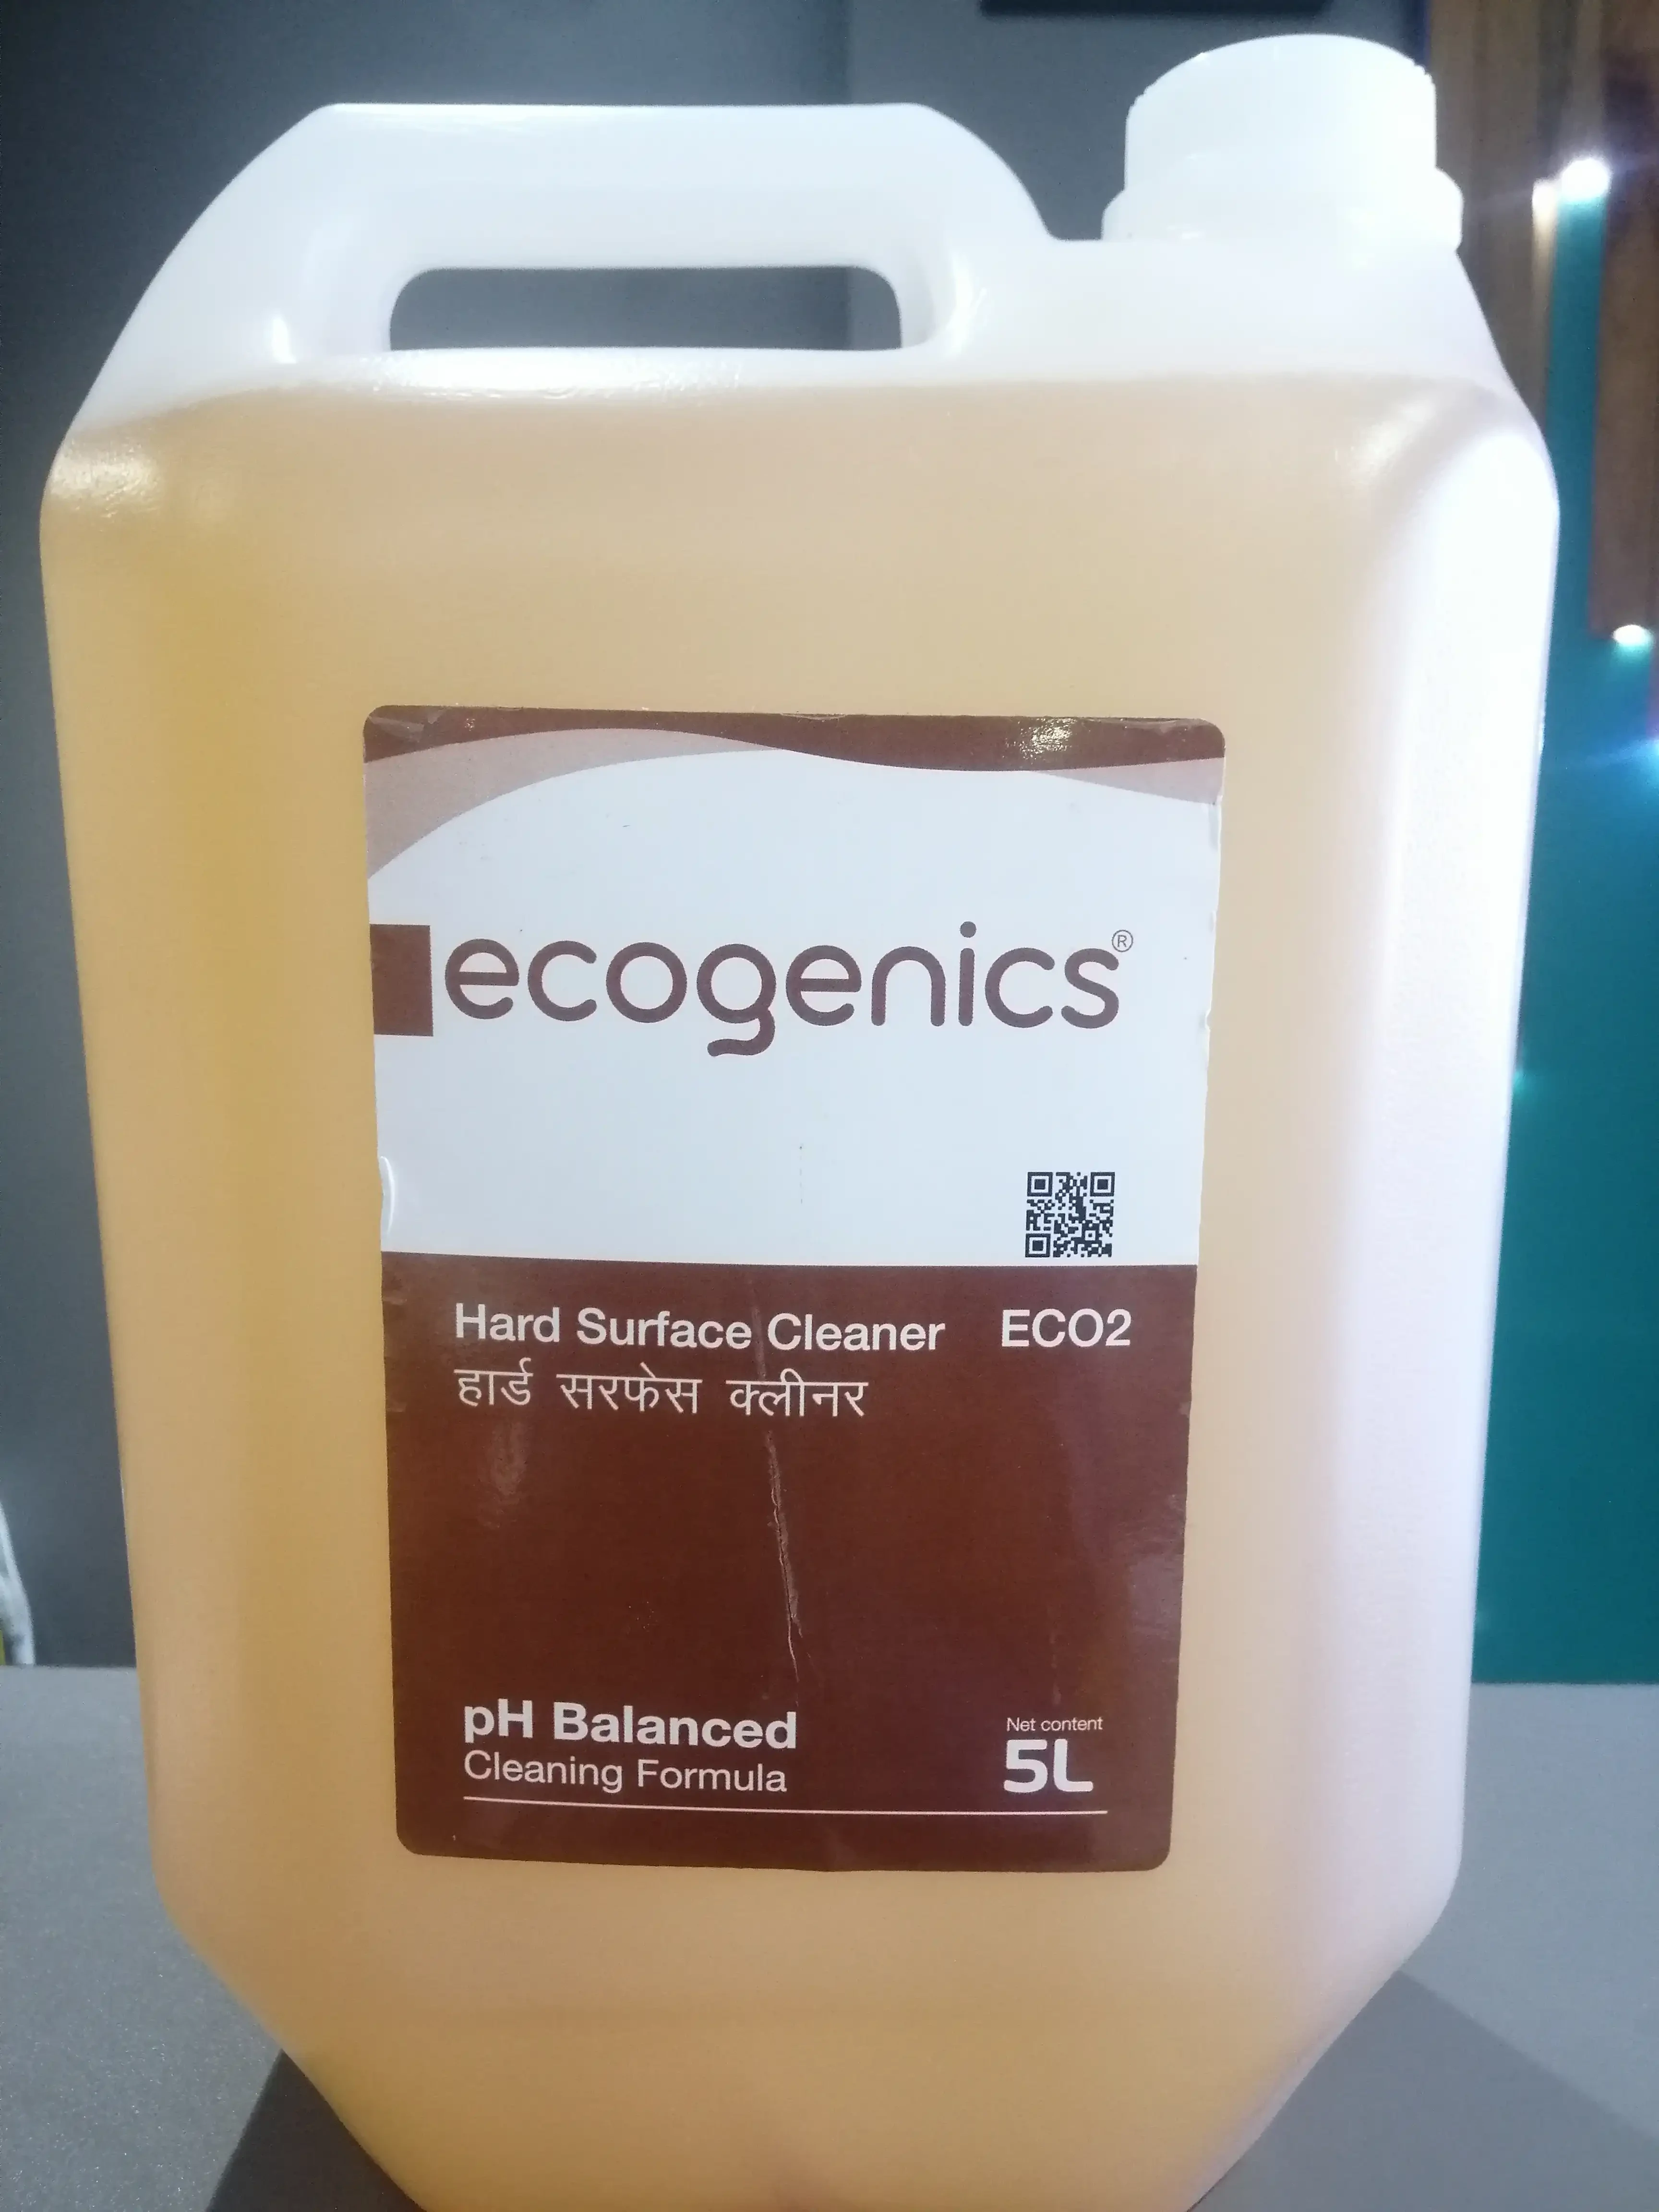 ecogenics®
Hard Surface Cleaner ECO2
हार्ड सरफेस क्लीनर
pH Balanced
Cleaning Formula
Net content
5L